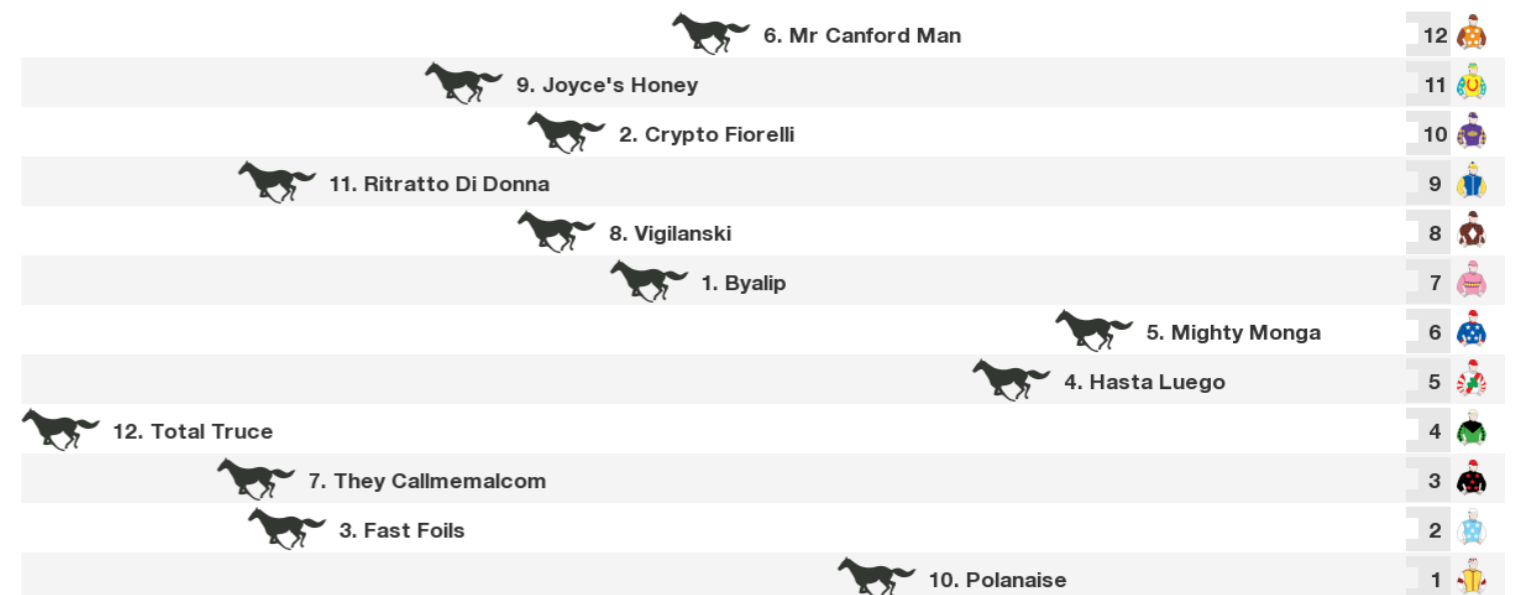 6. Mr Canford Man 12
9. Joyce's Honey 11
2. Crypto Fiorelli 10
11. Ritratto Di Donna 9
8. Vigilanski 8
1. Byalip 7
5. Mighty Monga 6
4. Hasta Luego 5
12. Total Truce 4
7. They Callmemalcom 3
3. Fast Foils 2
10. Polanaise 1